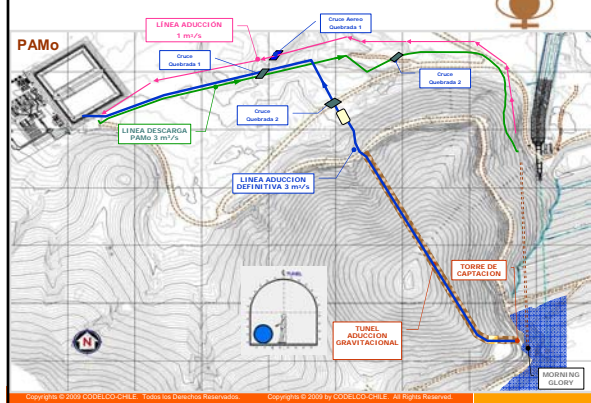 PAMo
LÍNEA ADUCCIÓN
1 m³/s
Cruce Aereo
Quebrada 1
Cruce
Quebrada 1
Cruce
Quebrada 2
Cruce
Quebrada 2
LINEA DESCARGA
PAMo 3 m³/s
LINEA ADUCCION
DEFINITIVA 3 m³/s
TORRE DE
CAPTACION
TUNEL
TUNEL
ADUCCION
GRAVITACIONAL
N
MORNING
GLORY
Copyrights © 2009 CODELCO-CHILE. Todos los Derechos Reservados. Copyrights © 2009 by CODELCO-CHILE. All Rights Reserved.